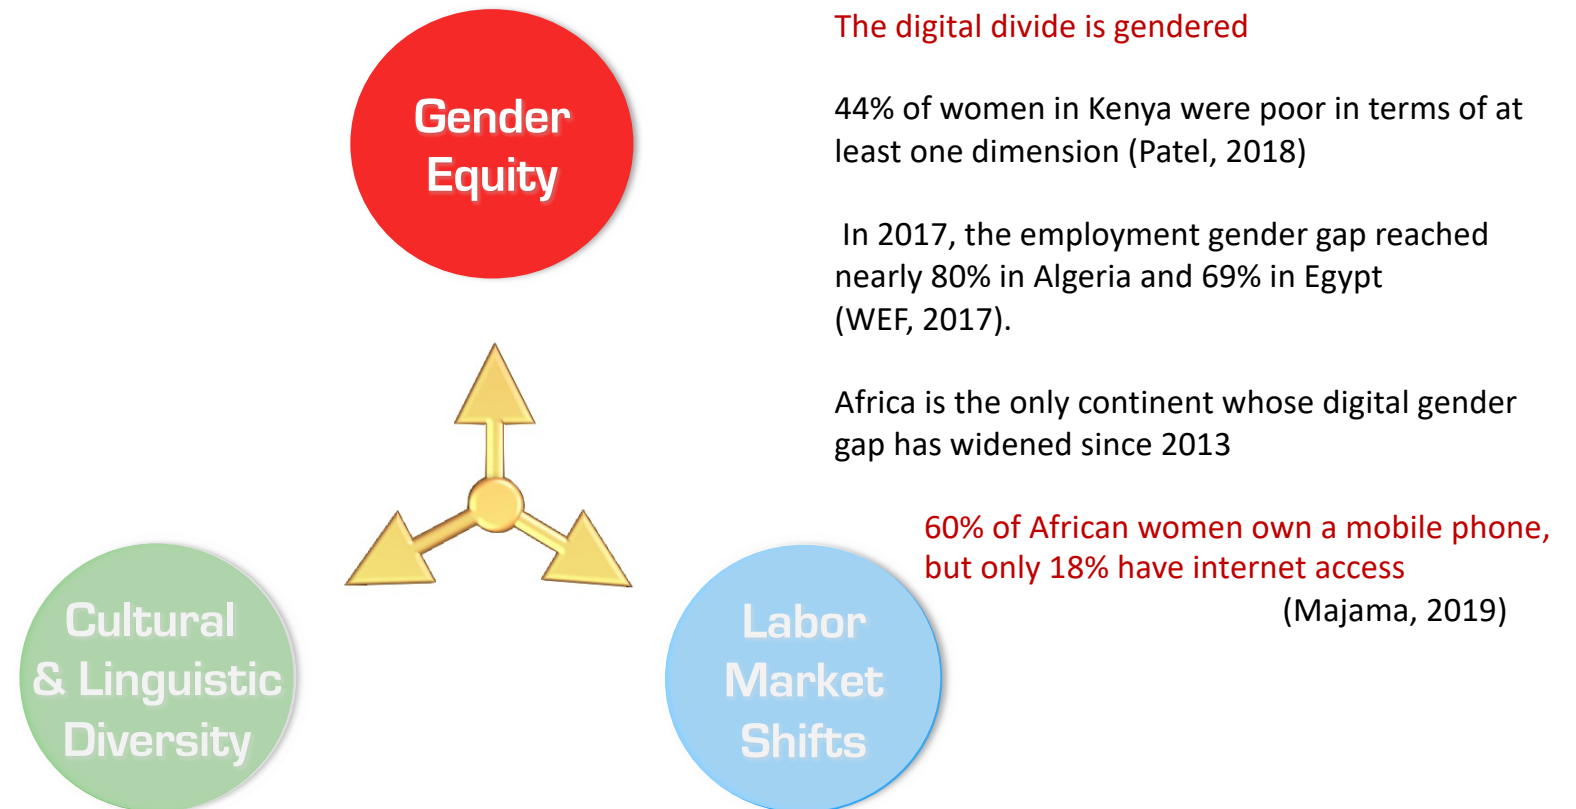 Gender
Equity
The digital divide is gendered
44% of women in Kenya were poor in terms of at
least one dimension (Patel, 2018)
In 2017, the employment gender gap reached
nearly 80% in Algeria and 69% in Egypt
(WEF, 2017).
Africa is the only continent whose digital gender
gap has widened since 2013
60% of African women own a mobile phone,
but only 18% have internet access
(Majama, 2019)
Cultural
& Linguistic
Diversity
Labor
Market
Shifts